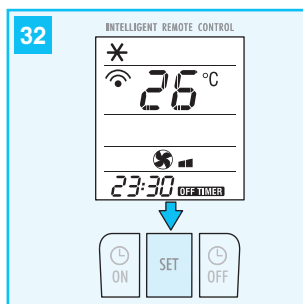 32
INTELLIGENT REMOTE CONTROL
26 °C
23:30 OFF TIMER
ON SET OFF